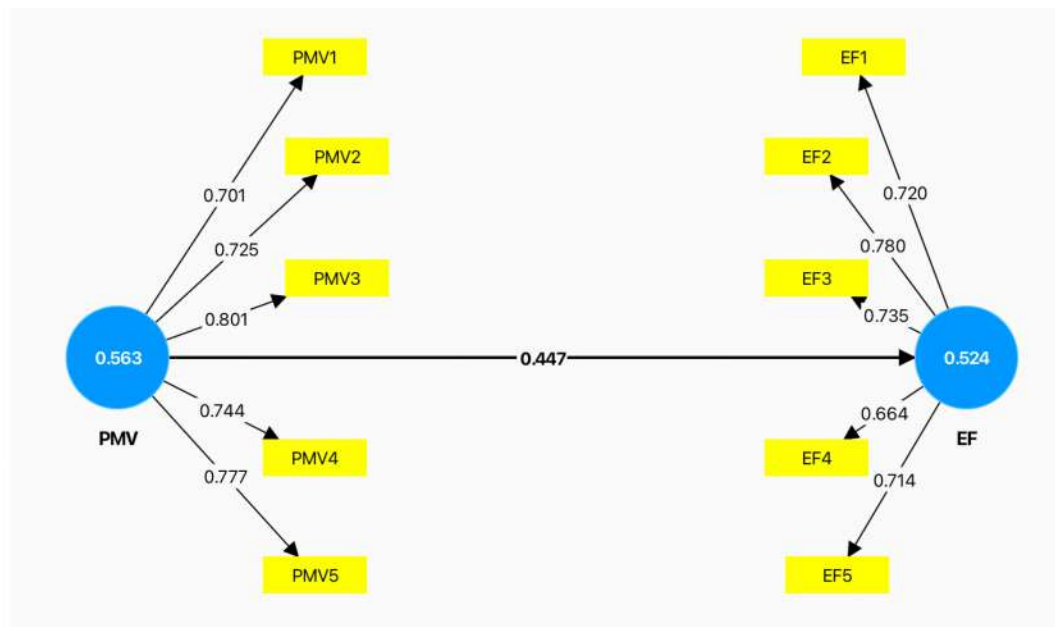 PMV1
EF1
PMV2
EF2
0.701
0.720
0.725
0.780
PMV3
EF3
0.801
0.735
0.563
0.447
0.524
0.744
0.664
PMV
EF
PMV4
EF4
0.777
0.714
PMV5
EF5